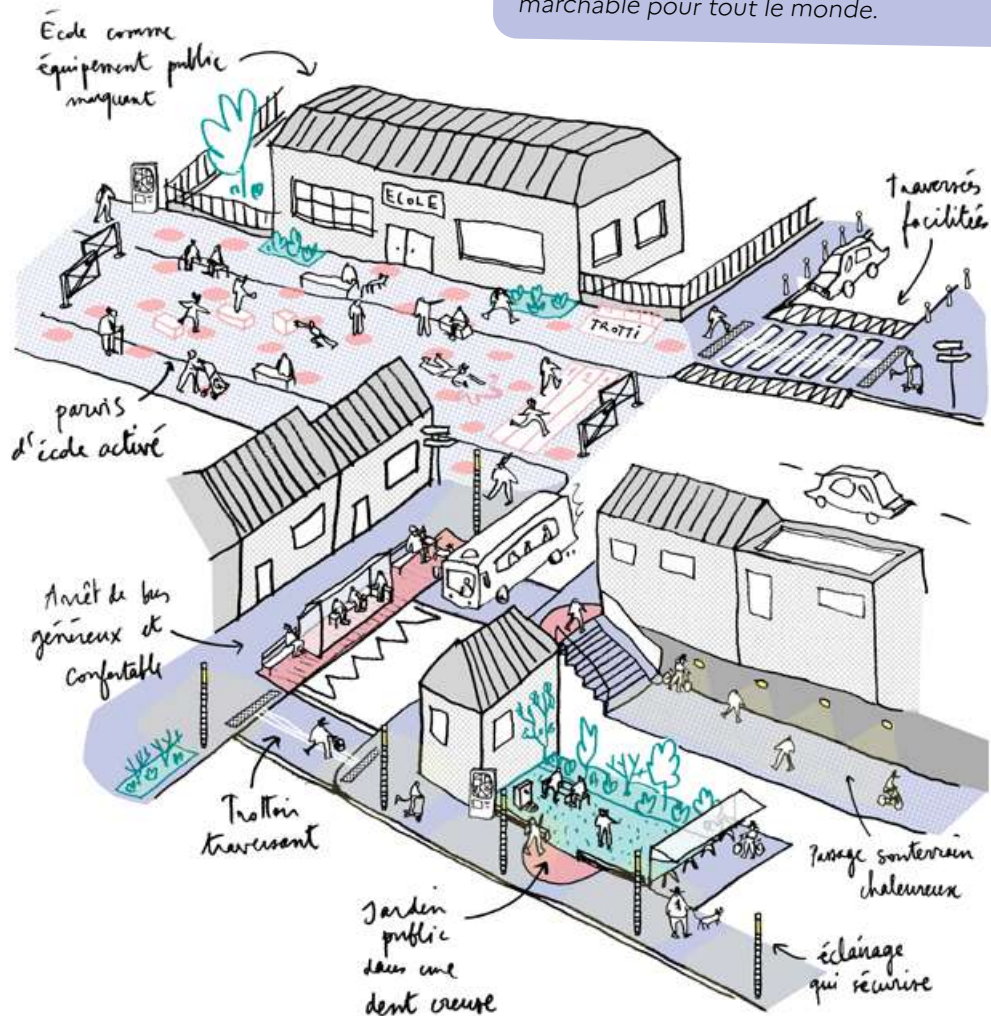 marchable pour tout le monde.
École comme
équipement public
marquant
ECOLE
Traversés
facilitées
TROTTI
parvis
d'école activé
Arrêt de bus
généreux et
confortable
Trottoir
traversant
Passage souterrain
chaleureux
Jardin
public
dans une
dent creuse
éclairage
qui sécurise